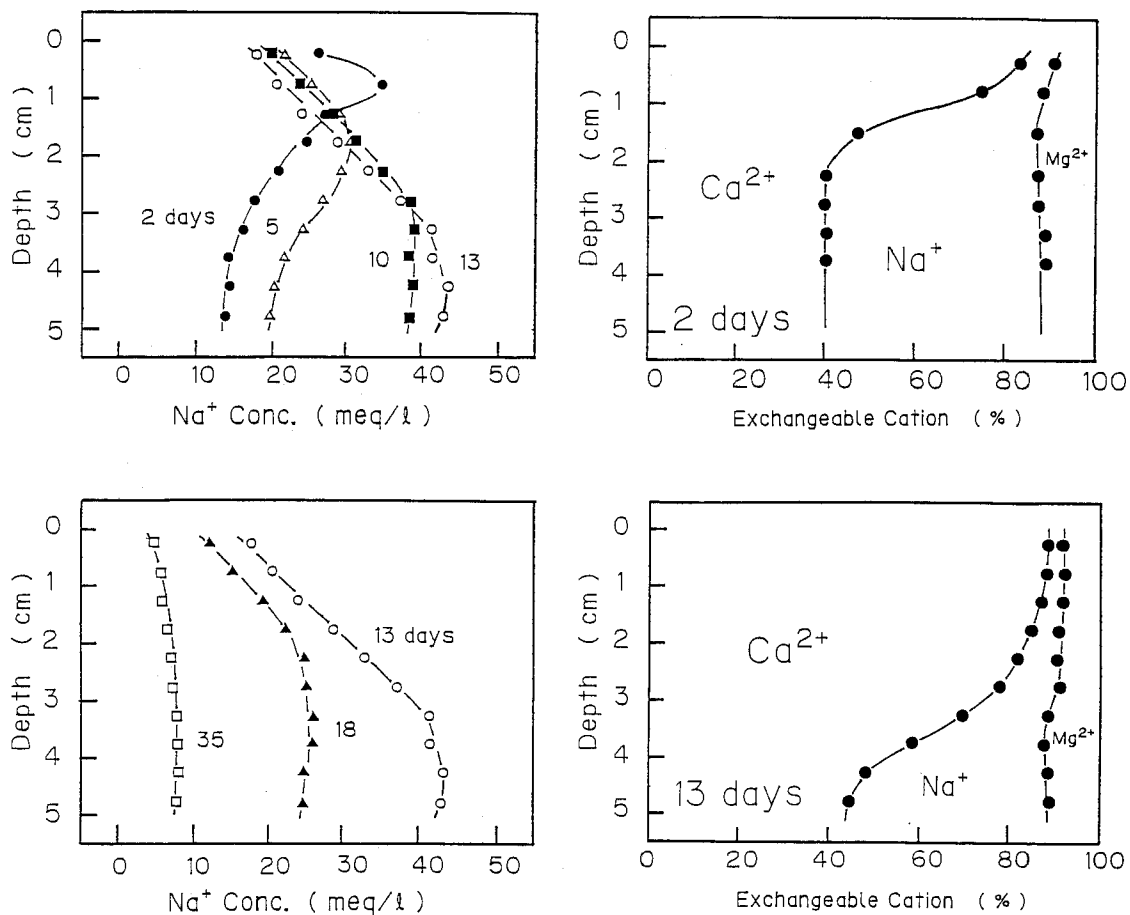 0
1
2
3
4
5
Depth (cm)
2 days
5
10
13
0 10 20 30 40 50
Na⁺ Conc. (meq/ℓ)
0
1
2
3
4
5
Depth (cm)
Ca²⁺
Mg²⁺
Na⁺
2 days
0 20 40 60 80 100
Exchangeable Cation (%)
0
1
2
3
4
5
Depth (cm)
13 days
35
18
0 10 20 30 40 50
Na⁺ Conc. (meq/ℓ)
0
1
2
3
4
5
Depth (cm)
Ca²⁺
Mg²⁺
Na⁺
13 days
0 20 40 60 80 100
Exchangeable Cation (%)